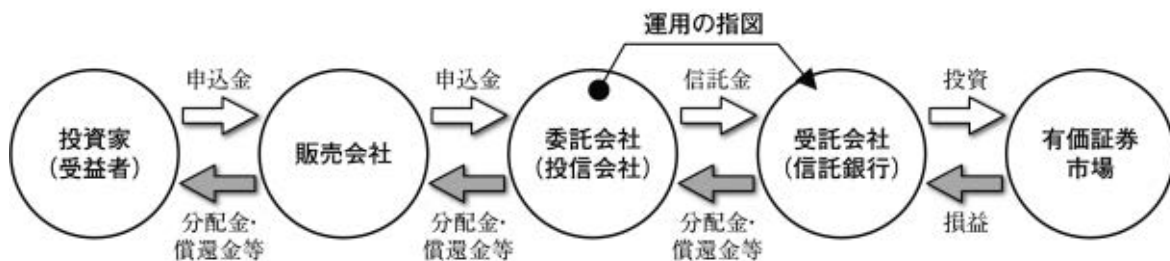 運用の指図
申込金
申込金
信託金
投資
投資家
(受益者)
販売会社
委託会社
(投信会社)
受託会社
(信託銀行)
有価証券
市場
分配金・
償還金等
分配金・
償還金等
分配金・
償還金等
損益